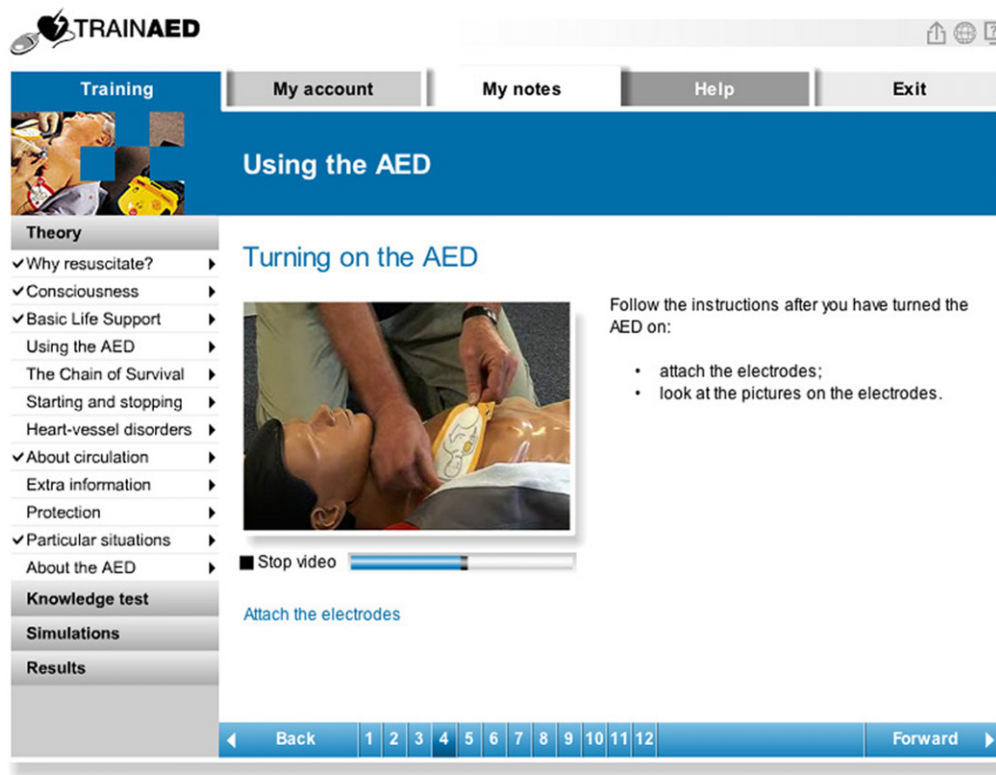 TRAINAED
Training
My account
My notes
Help
Exit
Using the AED
Theory
Why resuscitate?
Consciousness
Basic Life Support
Using the AED
The Chain of Survival
Starting and stopping
Heart-vessel disorders
About circulation
Extra information
Protection
Particular situations
About the AED
Knowledge test
Simulations
Results
Turning on the AED
Follow the instructions after you have turned the
AED on:
• attach the electrodes;
• look at the pictures on the electrodes.
Stop video
Attach the electrodes
Back 1 2 3 4 5 6 7 8 9 10 11 12 Forward